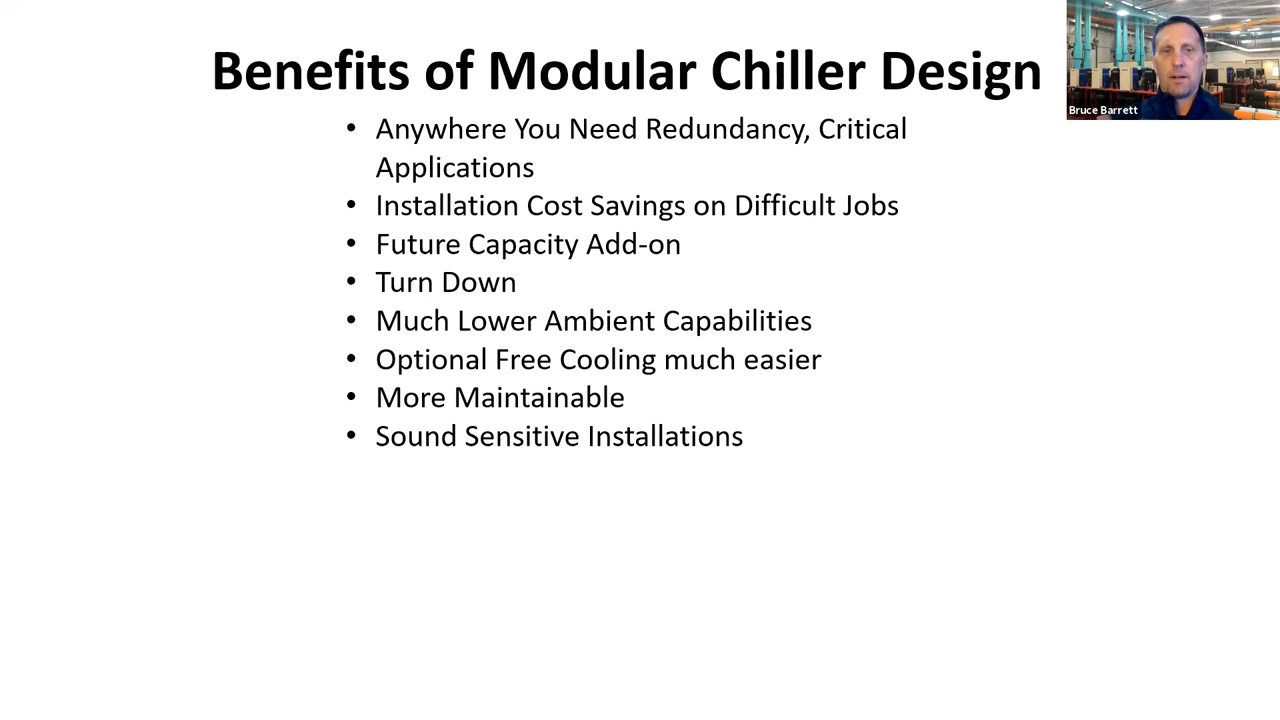 Benefits of Modular Chiller Design
Bruce Barrett
• Anywhere You Need Redundancy, Critical
Applications
• Installation Cost Savings on Difficult Jobs
• Future Capacity Add-on
• Turn Down
• Much Lower Ambient Capabilities
• Optional Free Cooling much easier
• More Maintainable
• Sound Sensitive Installations